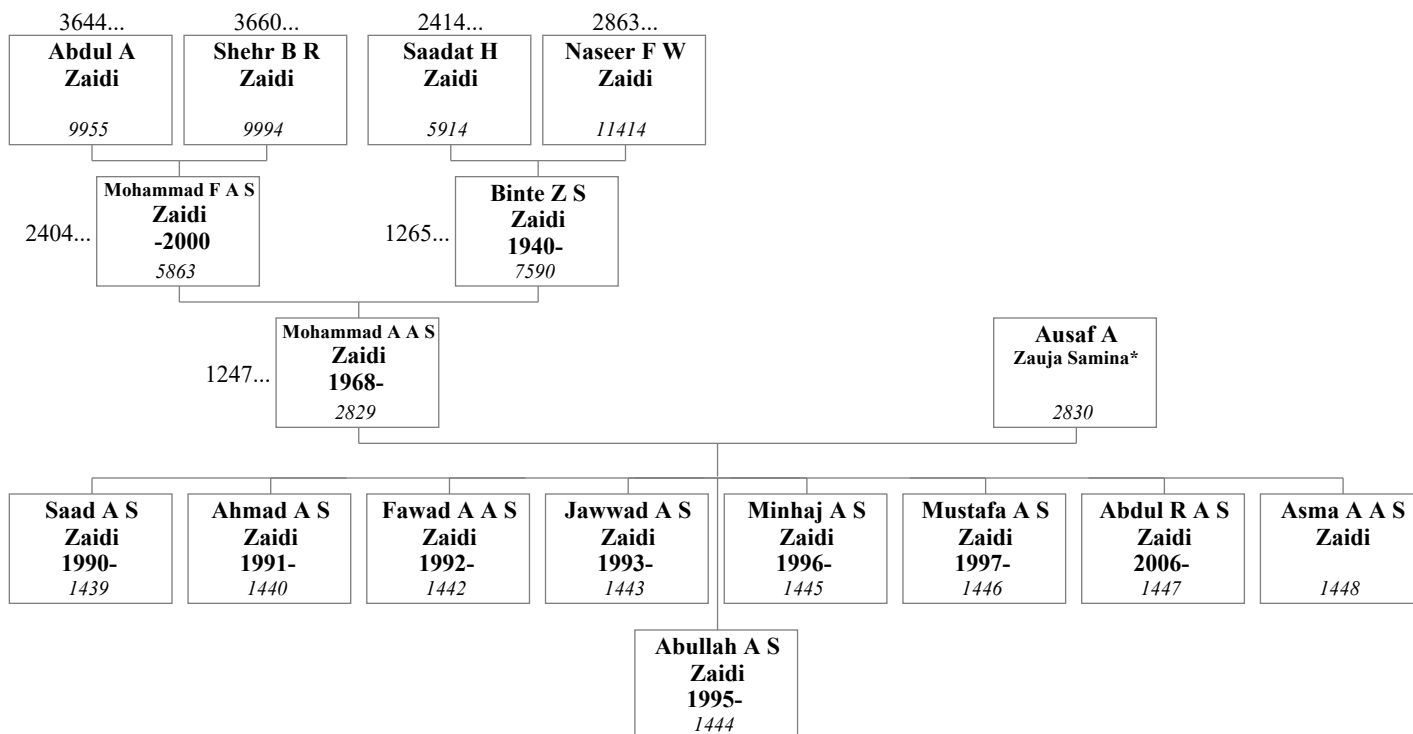 3644...
3660...
2414...
2863...
Abdul A
Zaidi
9955
Shehr B R
Zaidi
9994
Saadat H
Zaidi
5914
Naseer F W
Zaidi
11414
2404...
Mohammad F A S
Zaidi
-2000
5863
1265...
Binte Z S
Zaidi
1940-
7590
1247...
Mohammad A A S
Zaidi
1968-
2829
Ausaf A
Zauja Samina*
2830
Saad A S
Zaidi
1990-
1439
Ahmad A S
Zaidi
1991-
1440
Fawad A A S
Zaidi
1992-
1442
Jawwad A S
Zaidi
1993-
1443
Minhaj A S
Zaidi
1996-
1445
Mustafa A S
Zaidi
1997-
1446
Abdul R A S
Zaidi
2006-
1447
Asma A A S
Zaidi
1448
Abullah A S
Zaidi
1995-
1444